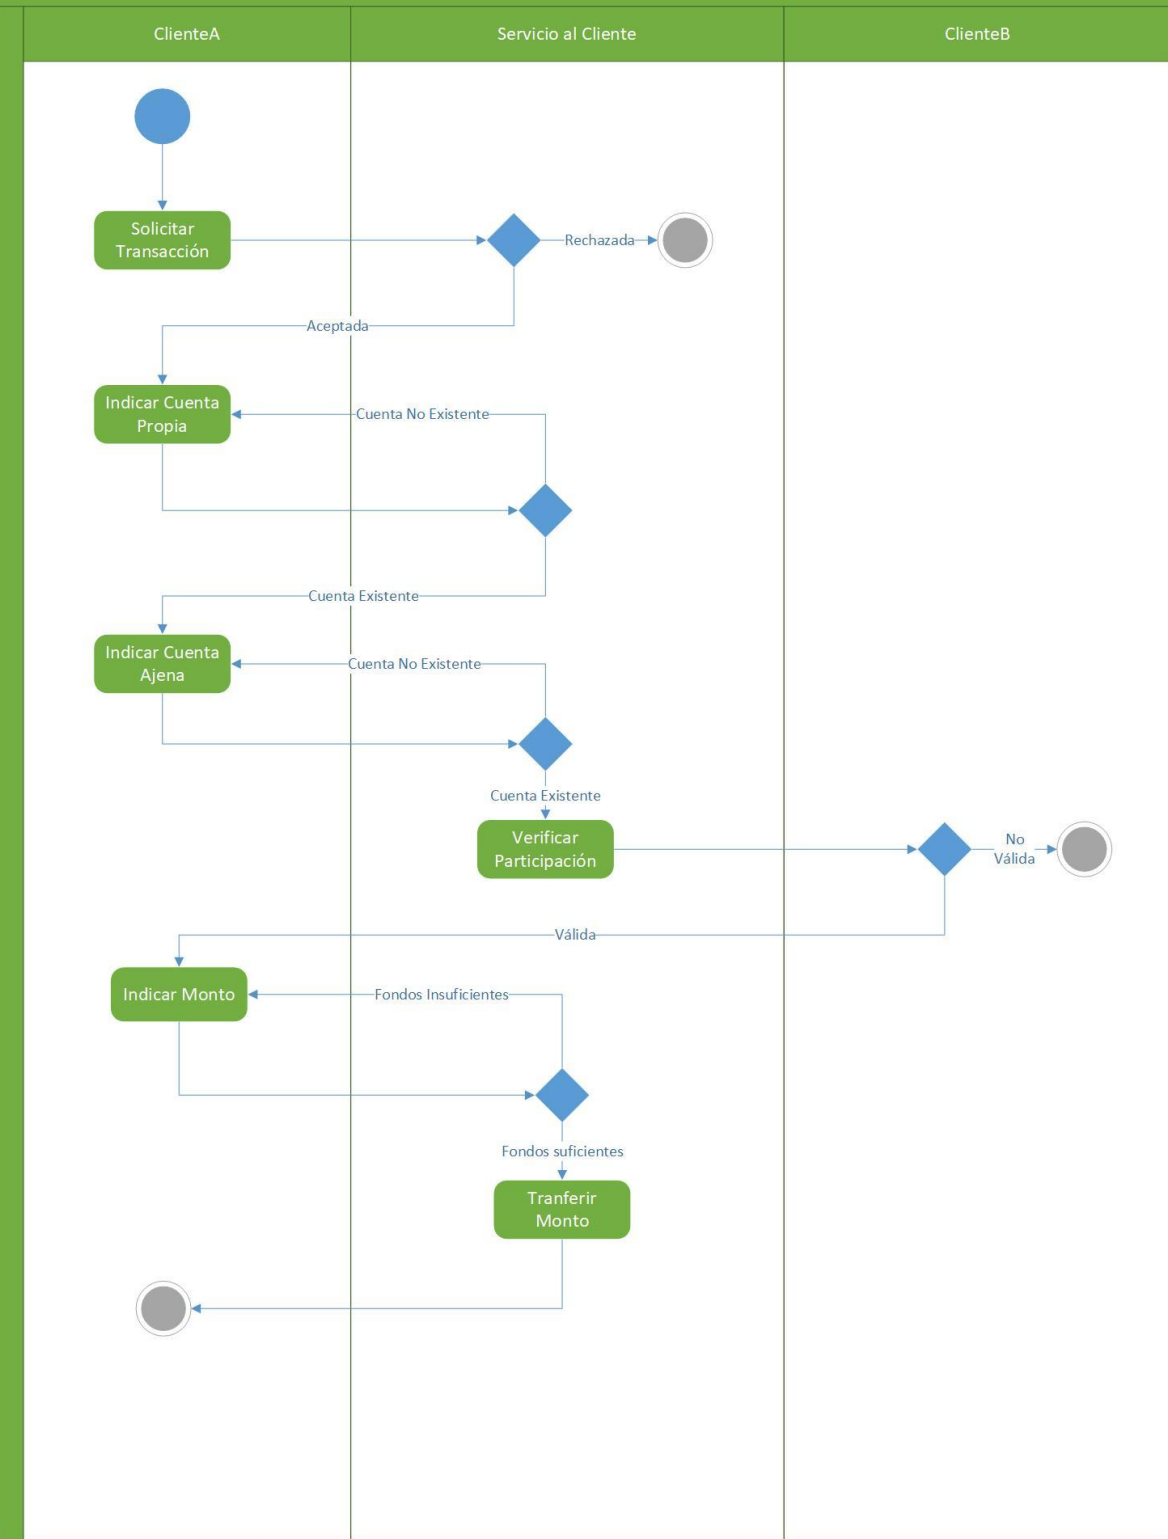 ClienteA
Servicio al Cliente
ClienteB
Solicitar
Transacción
Rechazada
Aceptada
Indicar Cuenta
Propia
Cuenta No Existente
Cuenta Existente
Indicar Cuenta
Ajena
Cuenta No Existente
Cuenta Existente
Verificar
Participación
No
Válida
Válida
Indicar Monto
Fondos Insuficientes
Fondos suficientes
Tranferir
Monto